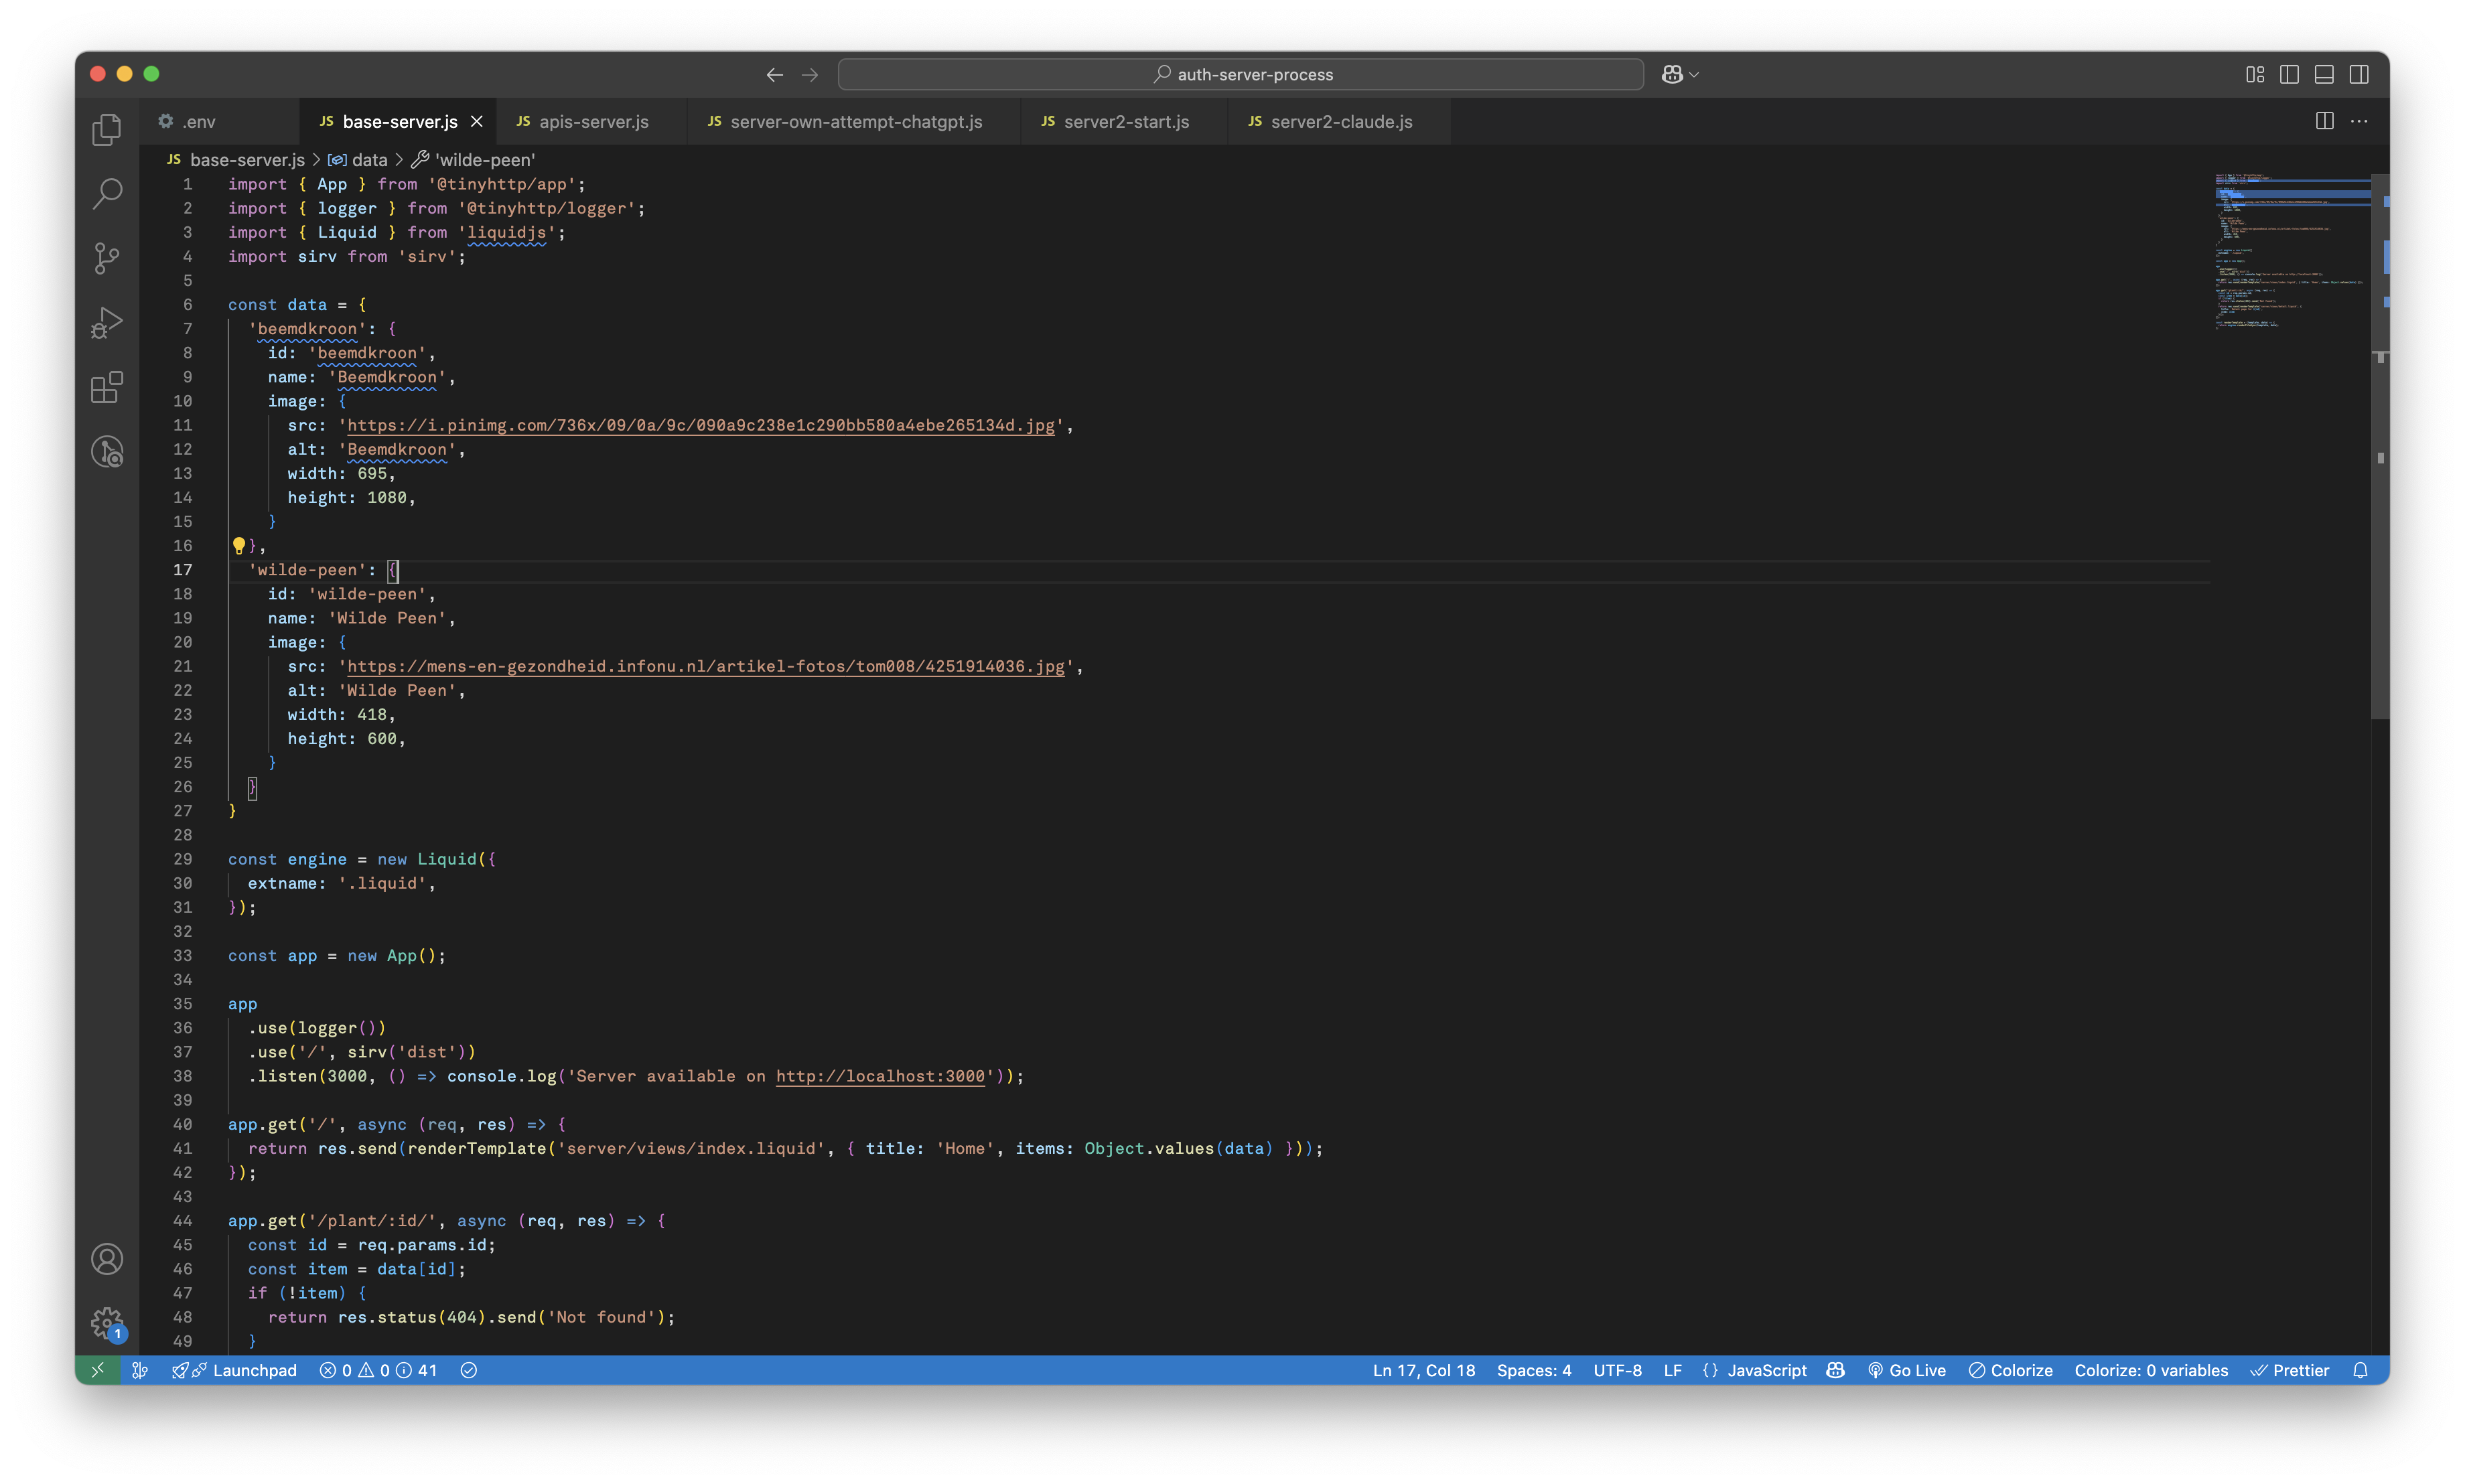 auth-server-process
.env
JS base-server.js
JS apis-server.js
JS server-own-attempt-chatgpt.js
JS server2-start.js
JS server2-claude.js
JS base-server.js > data > 'wilde-peen'
1 import { App } from '@tinyhttp/app';
2 import { logger } from '@tinyhttp/logger';
3 import { Liquid } from 'liquidjs';
4 import sirv from 'sirv';
5
6 const data = {
7   'beemdkroon': {
8     id: 'beemdkroon',
9     name: 'Beemdkroon',
10     image: {
11       src: 'https://i.pinimg.com/736x/09/0a/9c/090a9c238e1c290bb580a4ebe265134d.jpg',
12       alt: 'Beemdkroon',
13       width: 695,
14       height: 1080,
15     }
16   },
17   'wilde-peen': {
18     id: 'wilde-peen',
19     name: 'Wilde Peen',
20     image: {
21       src: 'https://mens-en-gezondheid.infonu.nl/artikel-fotos/tom008/4251914036.jpg',
22       alt: 'Wilde Peen',
23       width: 418,
24       height: 600,
25     }
26   }
27 }
28
29 const engine = new Liquid({
30   extname: '.liquid',
31 });
32
33 const app = new App();
34
35 app
36   .use(logger())
37   .use('/', sirv('dist'))
38   .listen(3000, () => console.log('Server available on http://localhost:3000'));
39
40 app.get('/', async (req, res) => {
41   return res.send(renderTemplate('server/views/index.liquid', { title: 'Home', items: Object.values(data) }));
42 });
43
44 app.get('/plant/:id/', async (req, res) => {
45   const id = req.params.id;
46   const item = data[id];
47   if (!item) {
48     return res.status(404).send('Not found');
49   }
1
Launchpad 0 0 41 Ln 17, Col 18 Spaces: 4 UTF-8 LF {} JavaScript Go Live Colorize Colorize: 0 variables Prettier